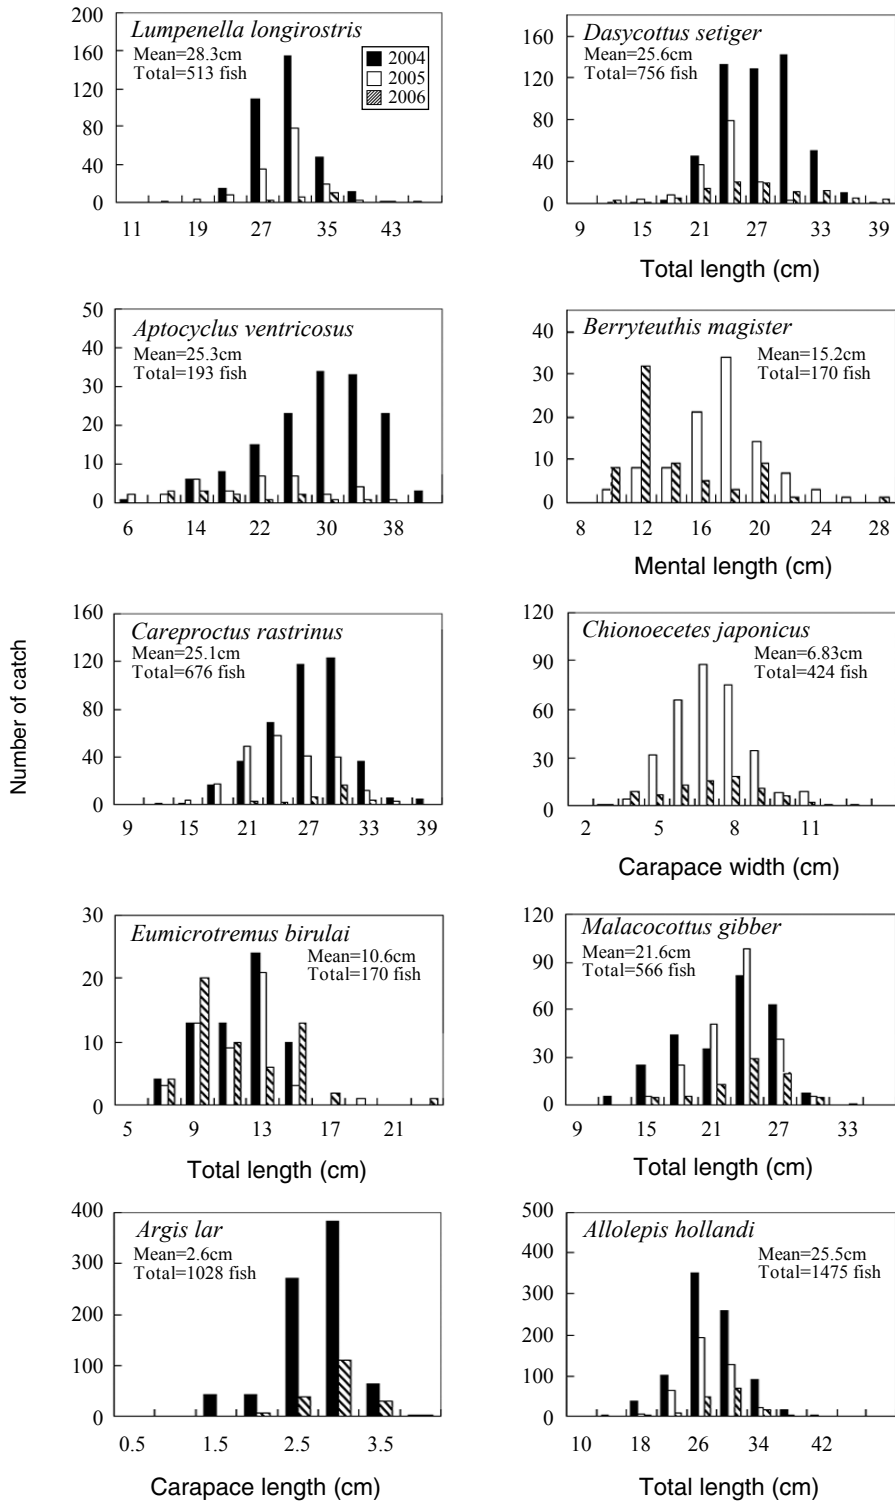 Number of catch
Lumpenella longirostris
Mean=28.3cm
Total=513 fish
2004
2005
2006
200
160
120
80
40
0
11 19 27 35 43
Dasycottus setiger
Mean=25.6cm
Total=756 fish
160
120
80
40
0
9 15 21 27 33 39
Total length (cm)
Aptocyclus ventricosus
Mean=25.3cm
Total=193 fish
50
40
30
20
10
0
6 14 22 30 38
Berryteuthis magister
Mean=15.2cm
Total=170 fish
40
30
20
10
0
8 12 16 20 24 28
Mental length (cm)
Careproctus rastrinus
Mean=25.1cm
Total=676 fish
160
120
80
40
0
9 15 21 27 33 39
Chionoecetes japonicus
Mean=6.83cm
Total=424 fish
120
90
60
30
0
2 5 8 11
Carapace width (cm)
Eumicrotremus birulai
Mean=10.6cm
Total=170 fish
30
20
10
0
5 9 13 17 21
Total length (cm)
Malacocottus gibber
Mean=21.6cm
Total=566 fish
120
90
60
30
0
9 15 21 27 33
Total length (cm)
Argis lar
Mean=2.6cm
Total=1028 fish
400
300
200
100
0
0.5 1.5 2.5 3.5
Carapace length (cm)
Allolepis hollandi
Mean=25.5cm
Total=1475 fish
500
400
300
200
100
0
10 18 26 34 42
Total length (cm)